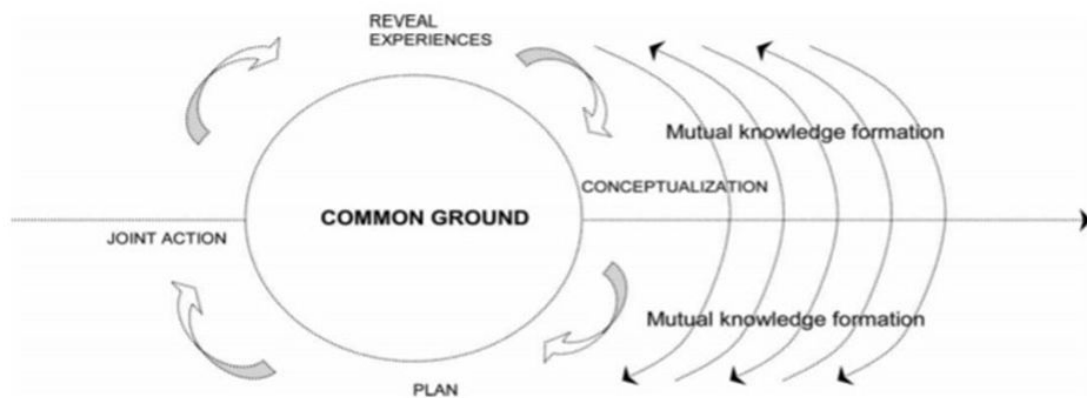 REVEAL
EXPERIENCES
Mutual knowledge formation
CONCEPTUALIZATION
COMMON GROUND
JOINT ACTION
Mutual knowledge formation
PLAN